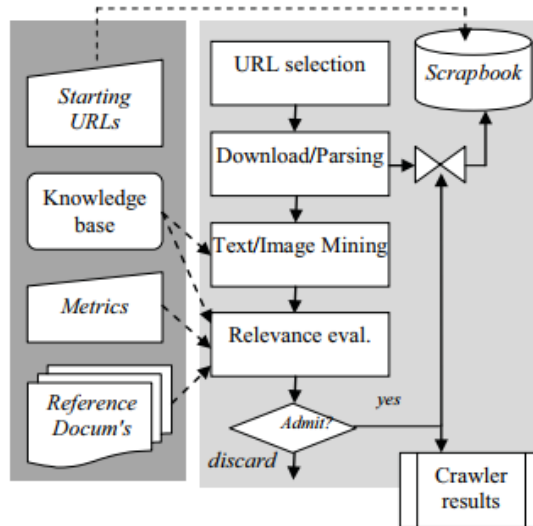 Starting
URLs
Knowledge
base
Metrics
Reference
Docum's
URL selection
Download/Parsing
Text/Image Mining
Relevance eval.
Admit?
yes
discard
Scrapbook
Crawler
results